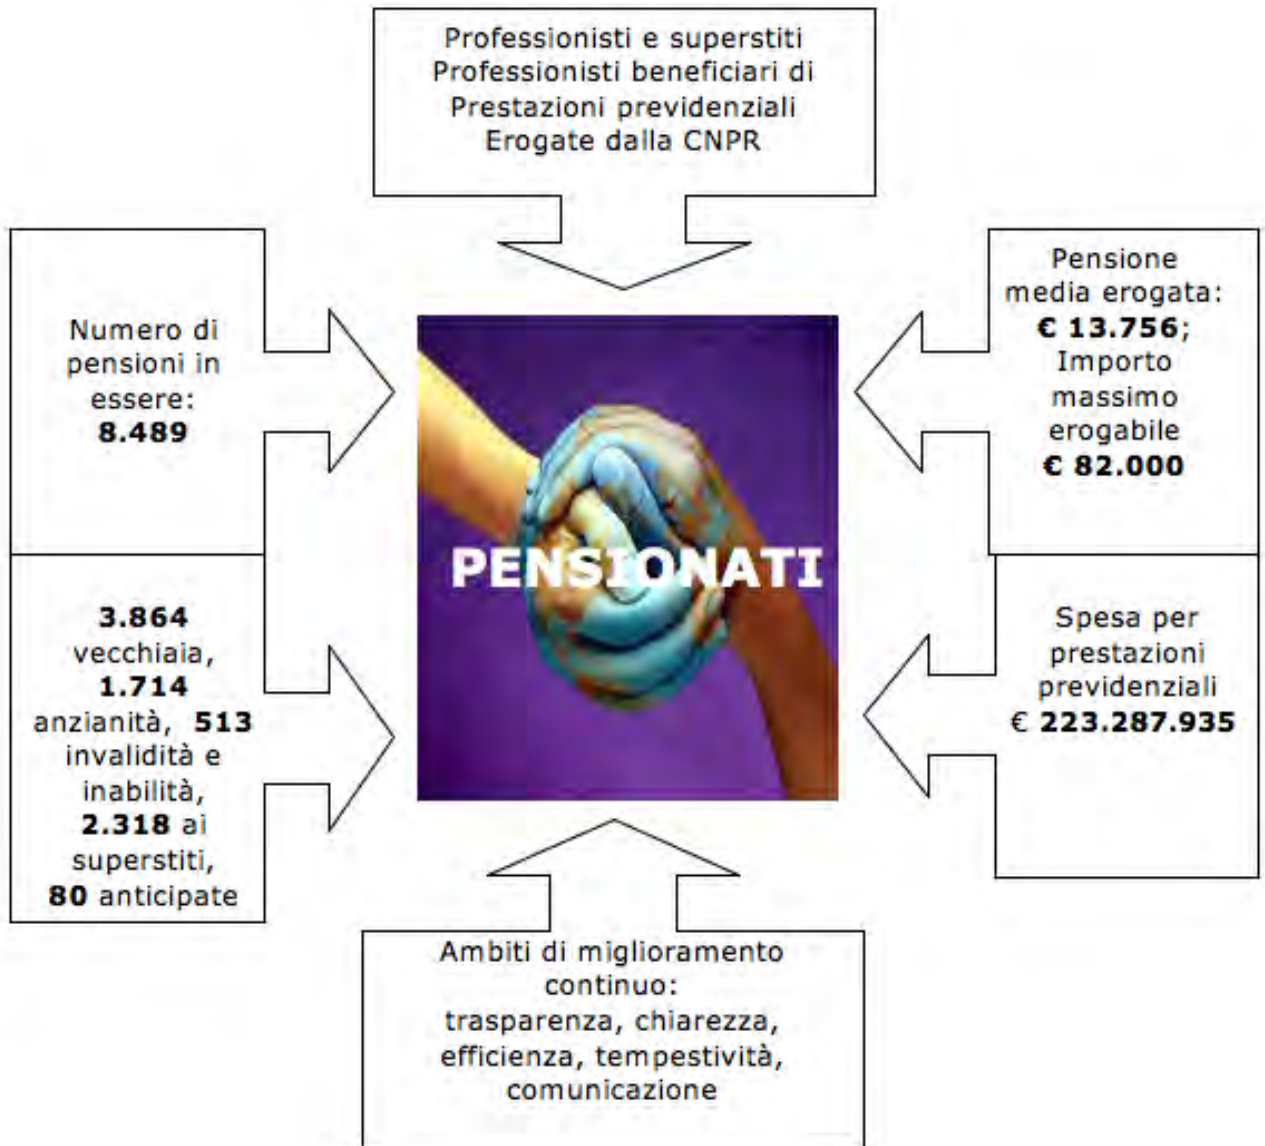 Professionisti e superstiti
Professionisti beneficiari di
Prestazioni previdenziali
Erogate dalla CNPR
Numero di
pensioni in
essere:
8.489
Pensione
media erogata:
€ 13.756;
Importo
massimo
erogabile
€ 82.000
PENSIONATI
3.864
vecchiaia,
1.714
anzianità, 513
invalidità e
inabilità,
2.318 ai
superstiti,
80 anticipate
Spesa per
prestazioni
previdenziali
€ 223.287.935
Ambiti di miglioramento
continuo:
trasparenza, chiarezza,
efficienza, tempestività,
comunicazione